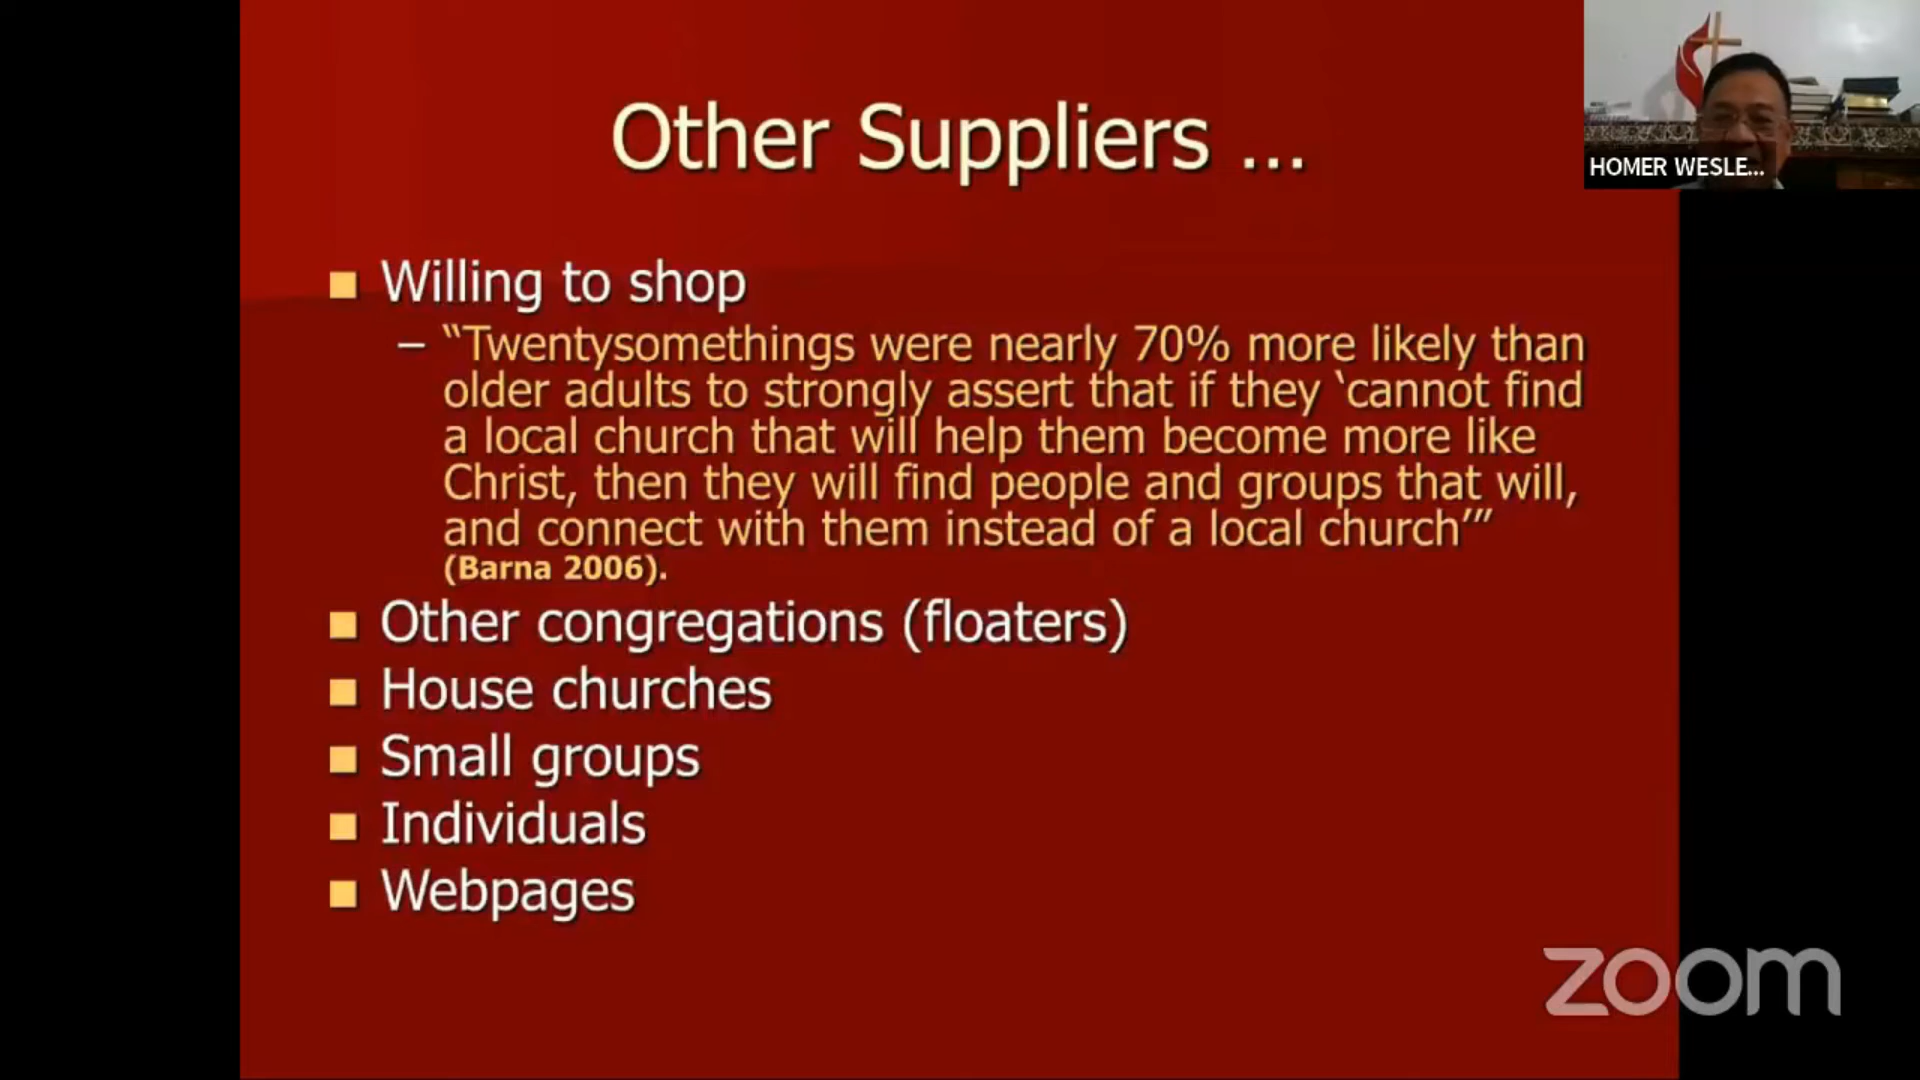 Other Suppliers ...
HOMER WESLE...
Willing to shop
– “Twentysomethings were nearly 70% more likely than
older adults to strongly assert that if they ‘cannot find
a local church that will help them become more like
Christ, then they will find people and groups that will,
and connect with them instead of a local church’”
(Barna 2006).
Other congregations (floaters)
House churches
Small groups
Individuals
Webpages
zoom